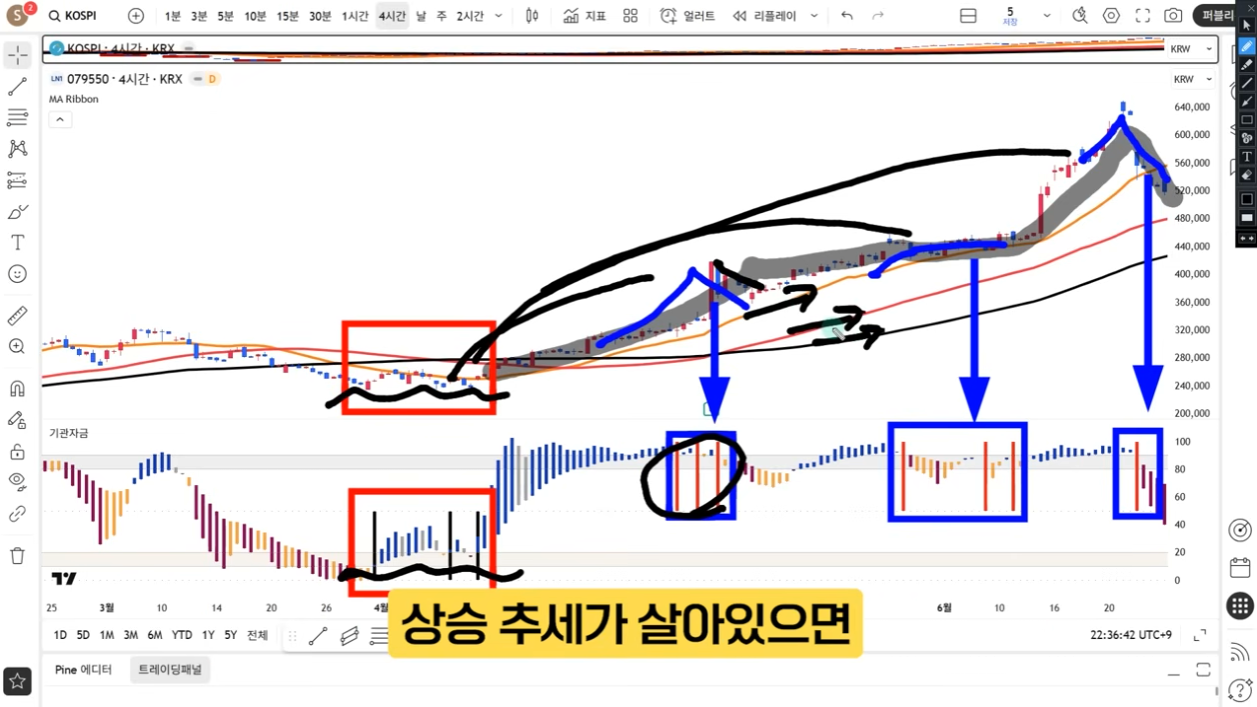 S 2 KOSPI 1분 3분 5분 10분 15분 30분 1시간 4시간 날 주 2시간 지표 얼러트 리플레이 5 저장 퍼블리
KOSPI · 4시간 · KRX KRW
LN1 079550 · 4시간 · KRX D KRW
MA Ribbon
640,000
600,000
560,000
520,000
480,000
440,000
400,000
360,000
320,000
280,000
240,000
200,000
기관자금
100
80
60
40
20
0
25 3월 10 14 20 26 4월 6월 10 16 20
상승 추세가 살아있으면
1D 5D 1M 3M 6M YTD 1Y 5Y 전체 22:36:42 UTC+9
Pine 에디터 트레이딩패널